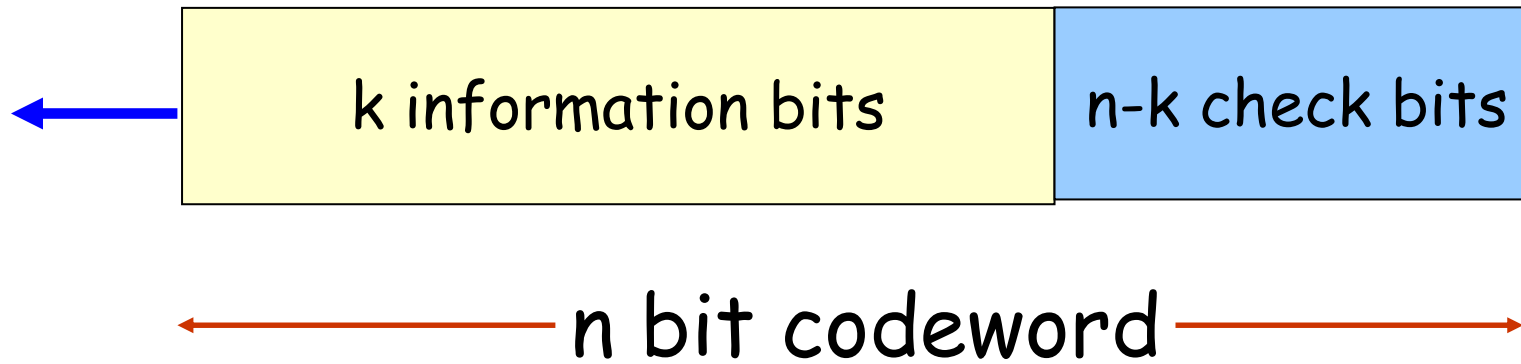 k information bits n-k check bits
n bit codeword